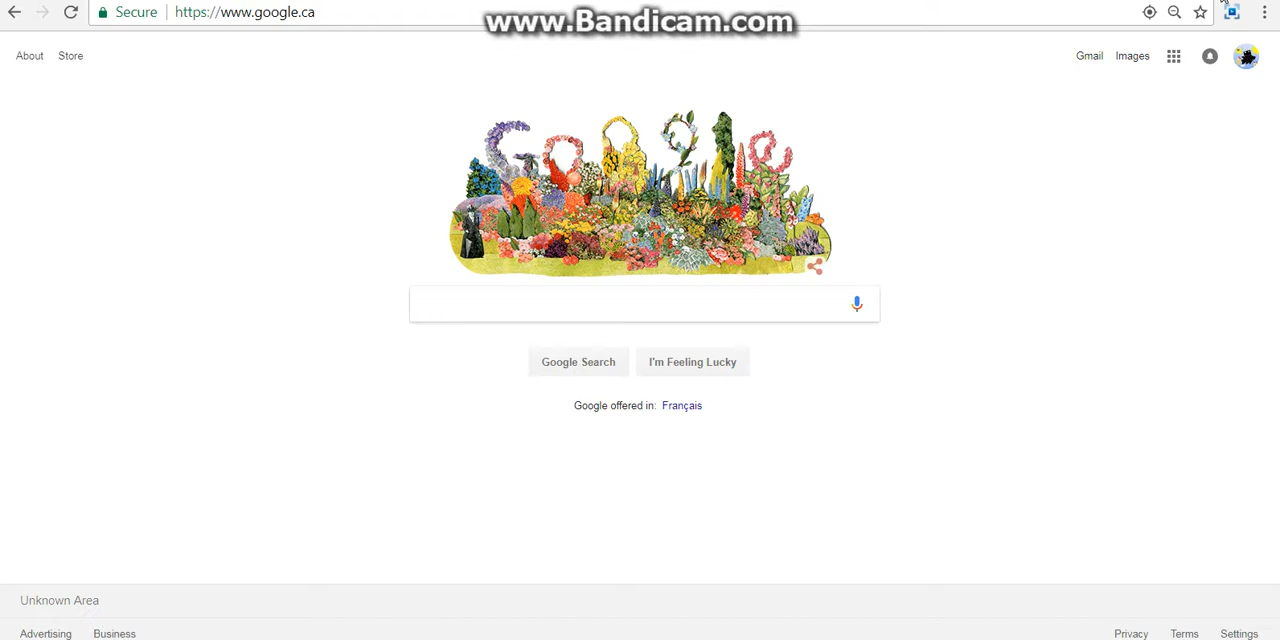 Secure https://www.google.ca
www.Bandicam.com
About Store
Gmail Images
Google
Google Search I'm Feeling Lucky
Google offered in: Français
Unknown Area
Advertising Business
Privacy Terms Settings